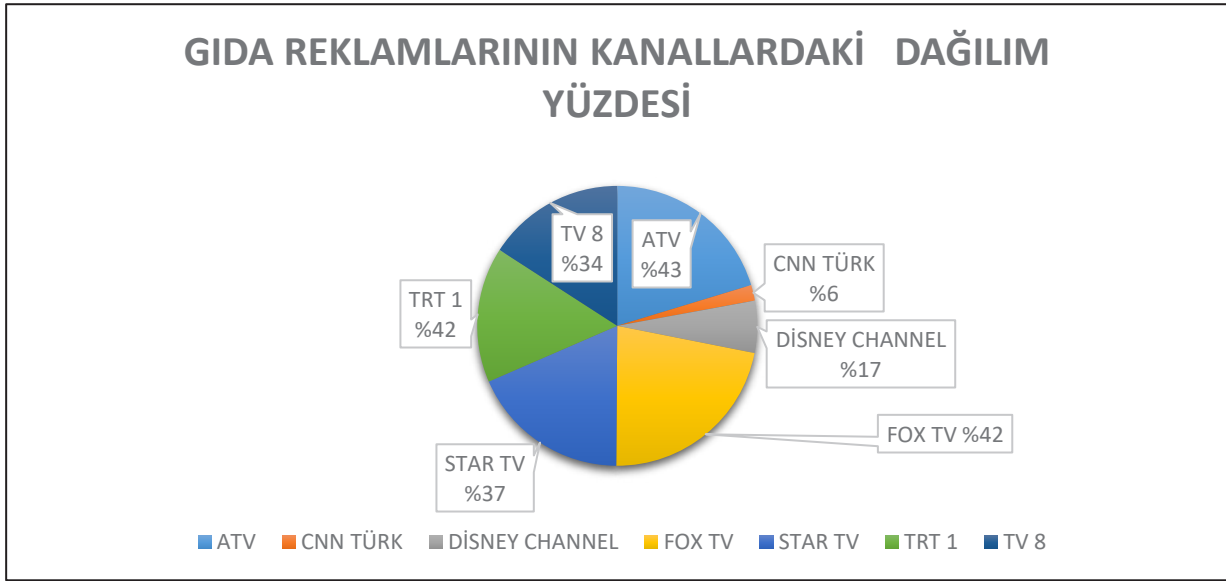 GIDA REKLAMLARININ KANALLARDAKİ DAĞILIM
YÜZDESİ
TV 8
%34
ATV
%43
CNN TÜRK
%6
TRT 1
%42
DİSNEY CHANNEL
%17
FOX TV %42
STAR TV
%37
ATV CNN TÜRK DİSNEY CHANNEL FOX TV STAR TV TRT 1 TV 8